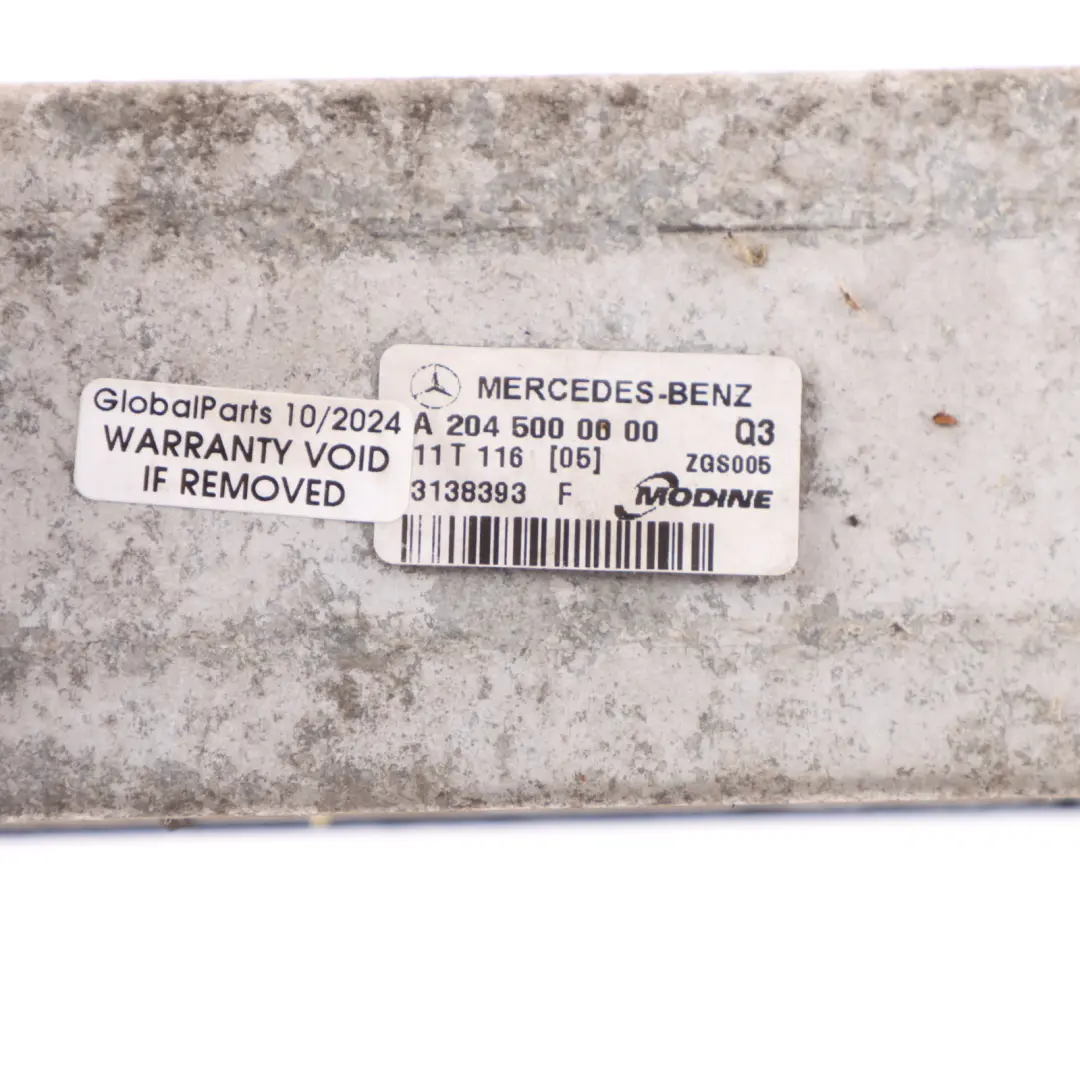 GlobalParts 10/2024
WARRANTY VOID
IF REMOVED
MERCEDES-BENZ
A 204 500 00 00 Q3
11T 116 [05] ZGS005
3138393 F MODINE